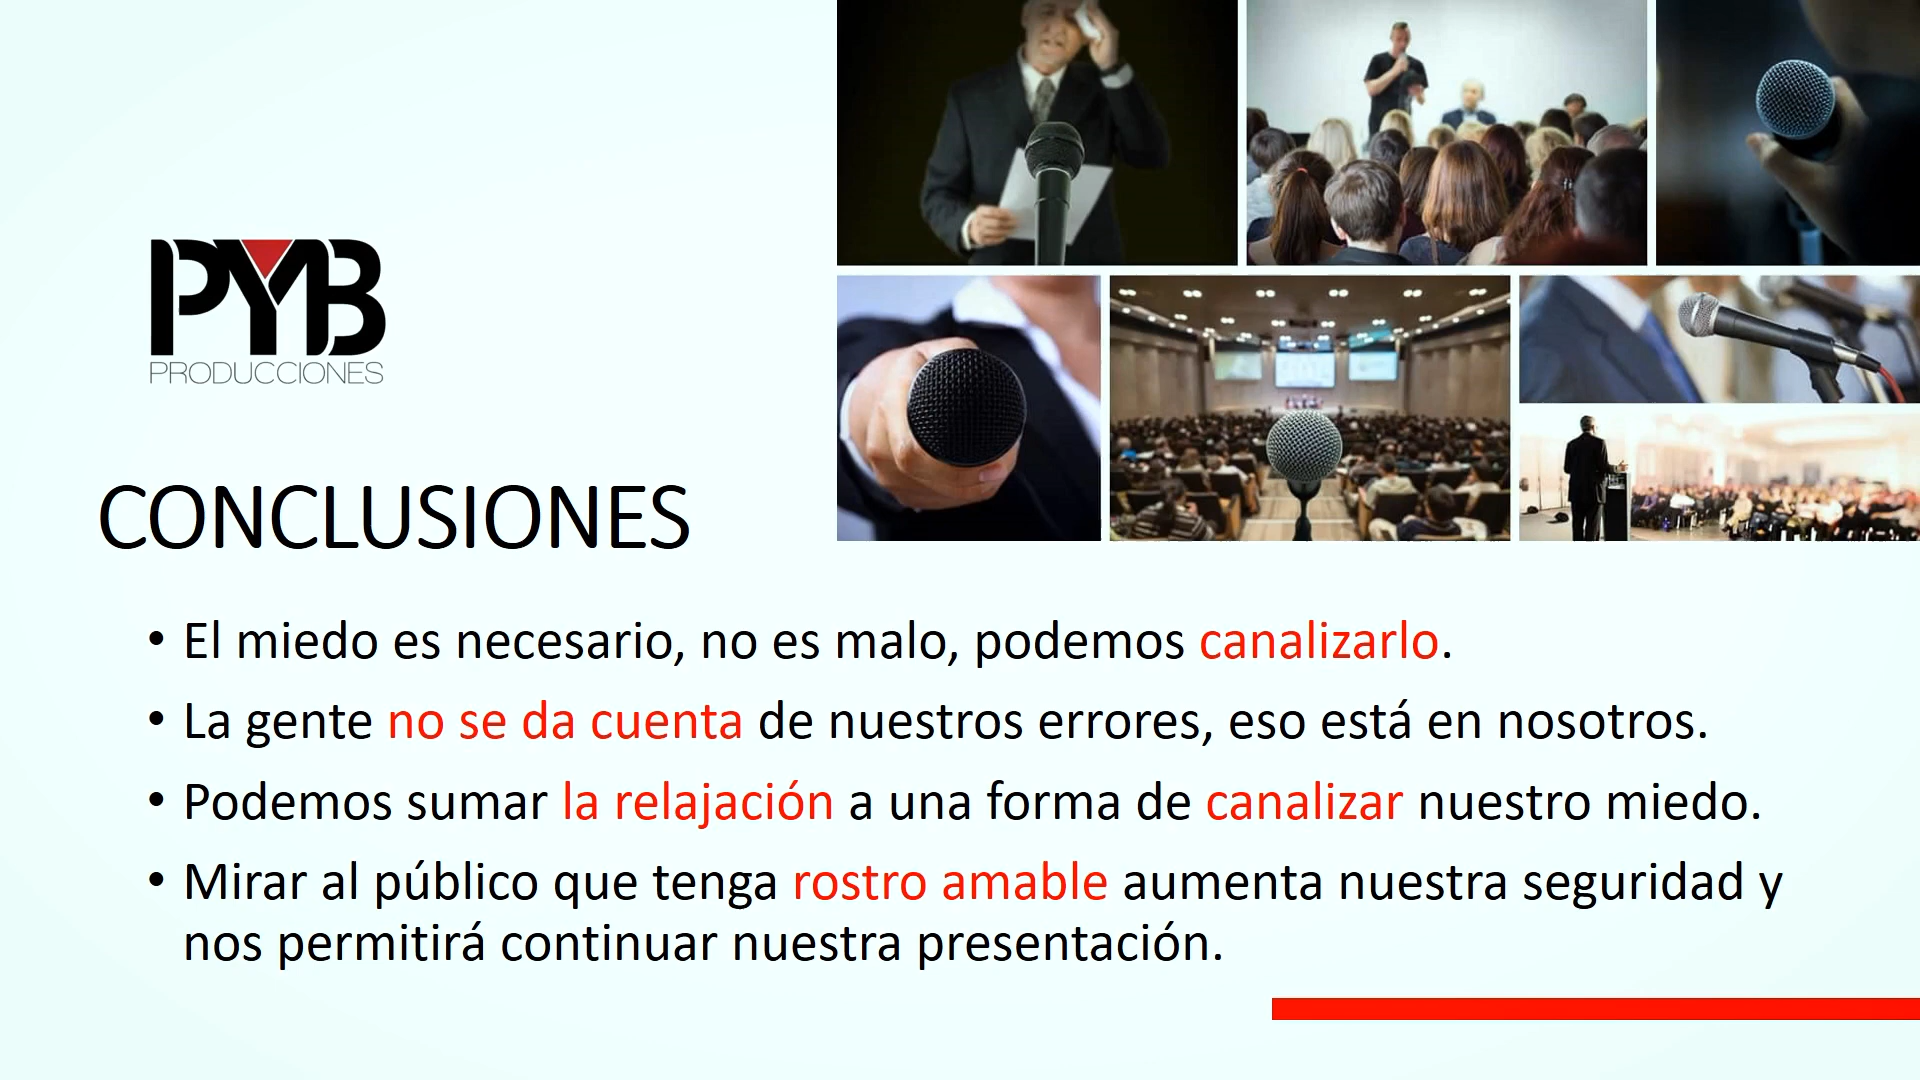 PYB
PRODUCCIONES
CONCLUSIONES
• El miedo es necesario, no es malo, podemos canalizarlo.
• La gente no se da cuenta de nuestros errores, eso está en nosotros.
• Podemos sumar la relajación a una forma de canalizar nuestro miedo.
• Mirar al público que tenga rostro amable aumenta nuestra seguridad y
nos permitirá continuar nuestra presentación.